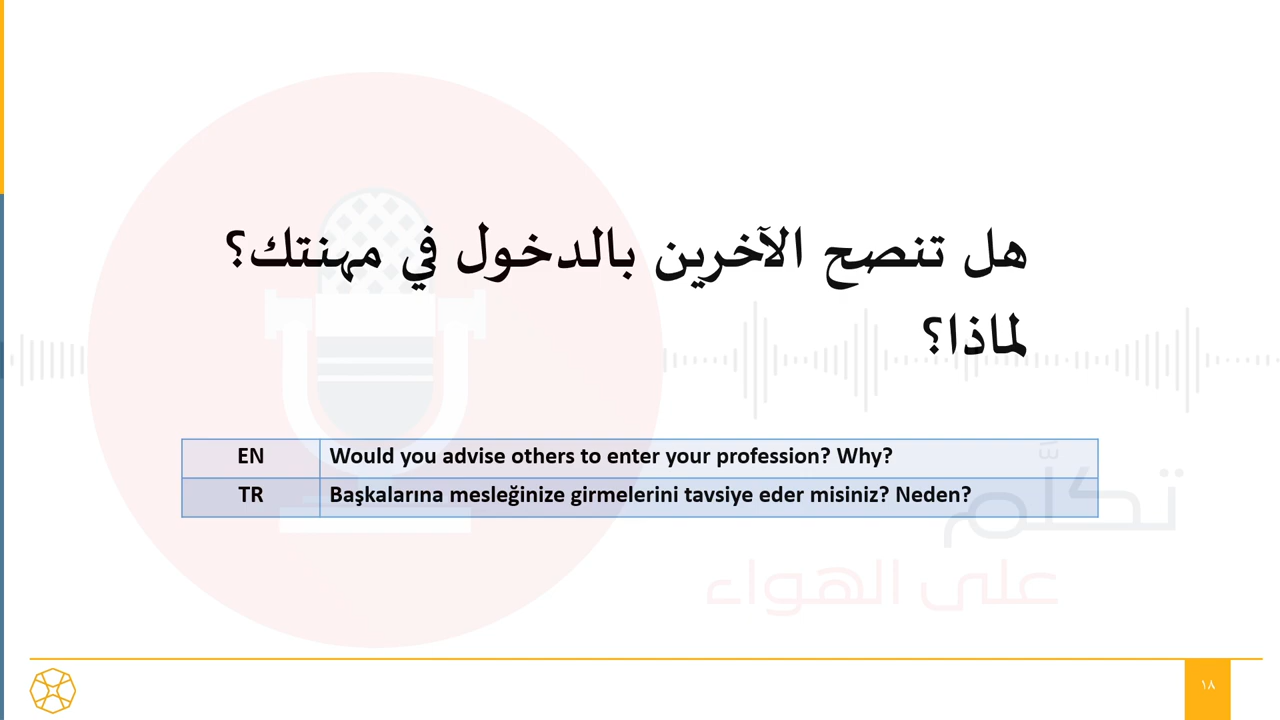 هل تنصح الآخرين بالدخول في مهنتك؟
لماذا؟
EN Would you advise others to enter your profession? Why?
TR Başkalarına mesleğinize girmelerini tavsiye eder misiniz? Neden?
تكلَّم
على الهواء
١٨